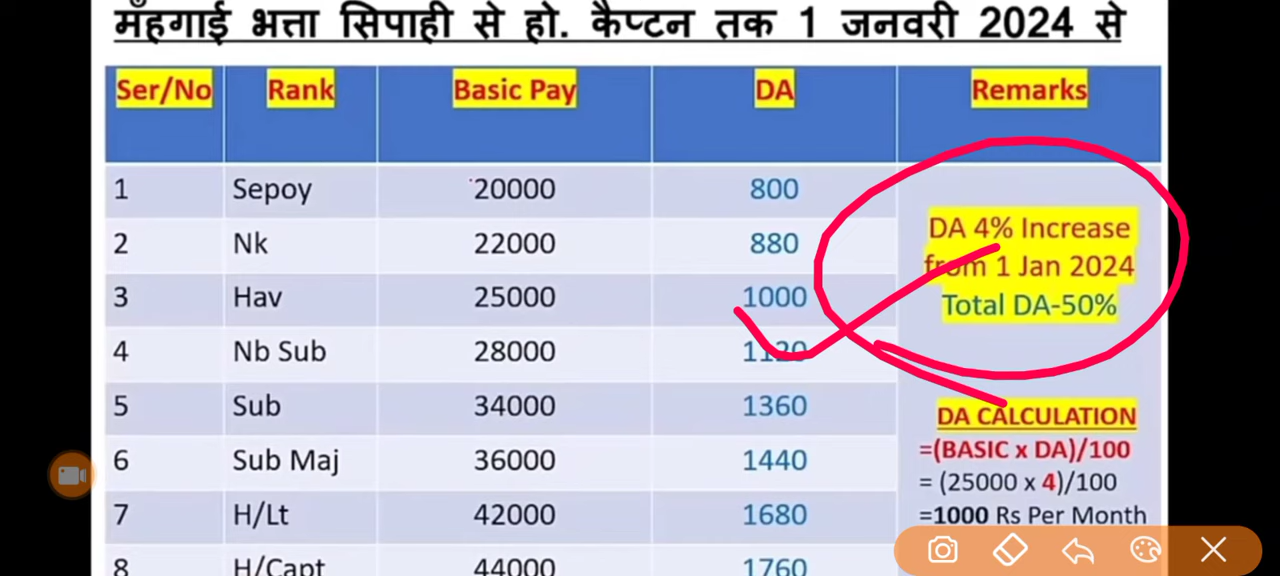 मँहगाई भत्ता सिपाही से हो. कैप्टन तक 1 जनवरी 2024 से
Ser/No Rank Basic Pay DA Remarks
1 Sepoy 20000 800
2 Nk 22000 880
3 Hav 25000 1000
4 Nb Sub 28000 1120
5 Sub 34000 1360
6 Sub Maj 36000 1440
7 H/Lt 42000 1680
8 H/Capt 44000 1760
DA 4% Increase
from 1 Jan 2024
Total DA-50%
DA CALCULATION
=(BASIC x DA)/100
= (25000 x 4)/100
=1000 Rs Per Month